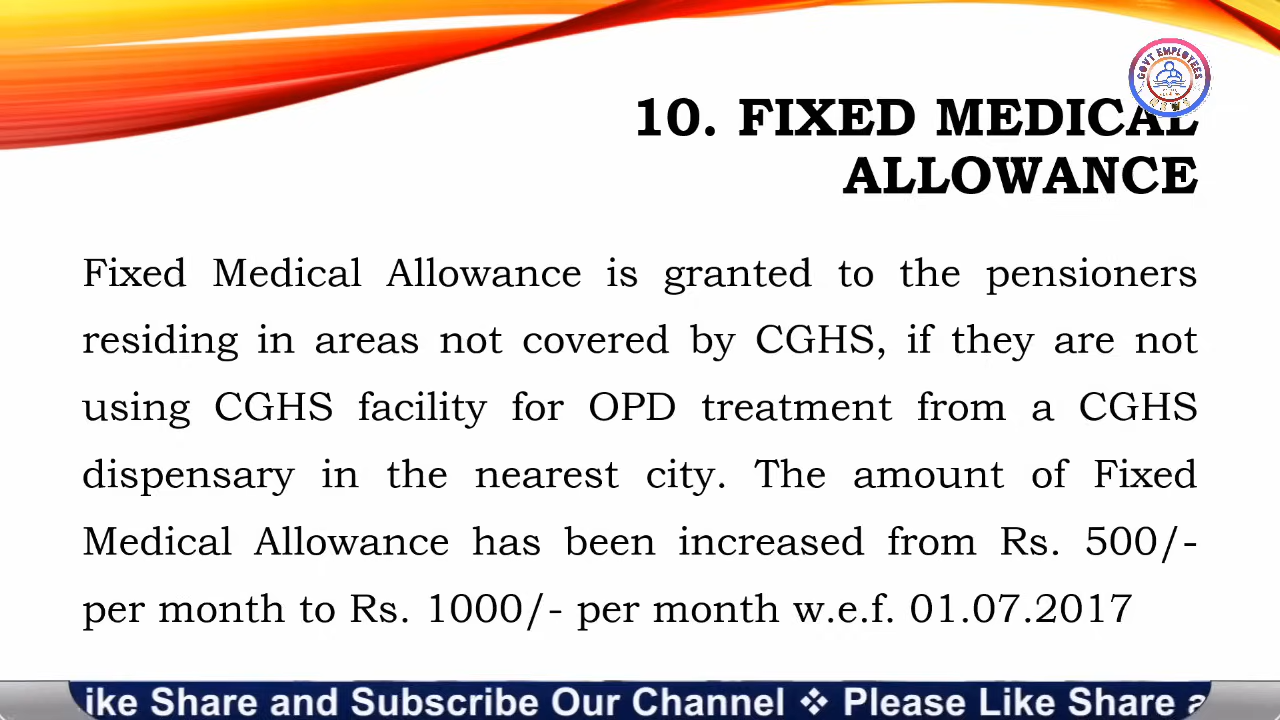 GOVT EMPLOYEES
NEWS
10. FIXED MEDICAL
ALLOWANCE
Fixed Medical Allowance is granted to the pensioners
residing in areas not covered by CGHS, if they are not
using CGHS facility for OPD treatment from a CGHS
dispensary in the nearest city. The amount of Fixed
Medical Allowance has been increased from Rs. 500/-
per month to Rs. 1000/- per month w.e.f. 01.07.2017
ike Share and Subscribe Our Channel ❖ Please Like Share a